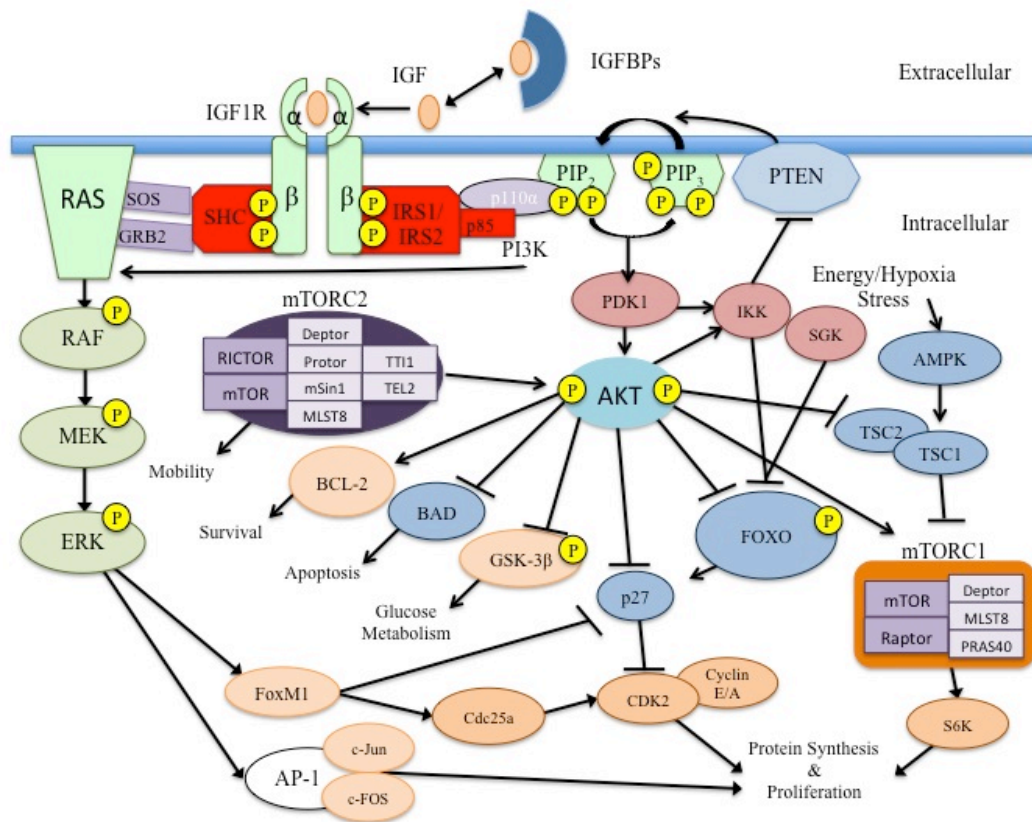 IGF
IGFBPs
Extracellular
IGF1R
α
α
P
PIP2
PIP3
PTEN
RAS
SOS
GRB2
SHC
P
P
β
β
P
P
IRS1/
IRS2
p110α
p85
P
P
P
P
Intracellular
PI3K
Energy/Hypoxia
Stress
mTORC2
PDK1
IKK
SGK
RAF
P
AMPK
RICTOR
mTOR
Deptor
Protor
mSin1
MLST8
TTI1
TEL2
P
AKT
P
TSC2
TSC1
MEK
P
Mobility
BCL-2
BAD
FOXO
P
Survival
ERK
P
GSK-3β
P
Apoptosis
p27
mTORC1
mTOR
Raptor
Deptor
MLST8
PRAS40
Glucose
Metabolism
FoxM1
Cdc25a
CDK2
Cyclin
E/A
S6K
c-Jun
AP-1
c-FOS
Protein Synthesis
&
Proliferation